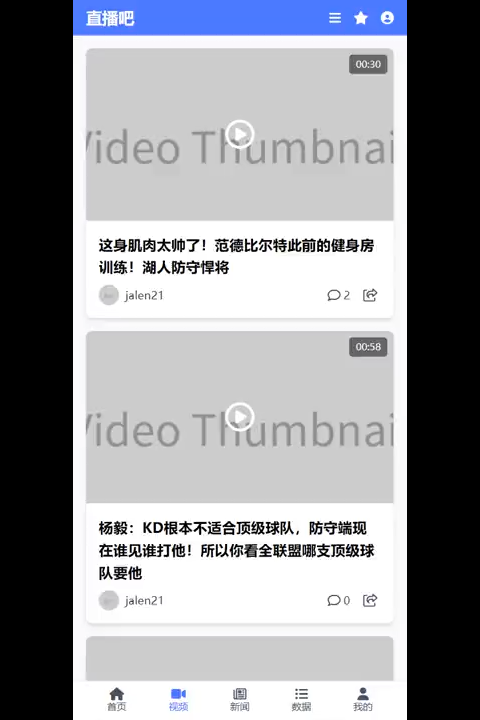 直播吧
00:30
Video Thumbnai
这身肌肉太帅了！范德比尔特此前的健身房
训练！湖人防守悍将
jalen21
2
00:58
Video Thumbnai
杨毅：KD根本不适合顶级球队，防守端现
在谁见谁打他！所以你看全联盟哪支顶级球
队要他
jalen21
0
首页
视频
新闻
数据
我的